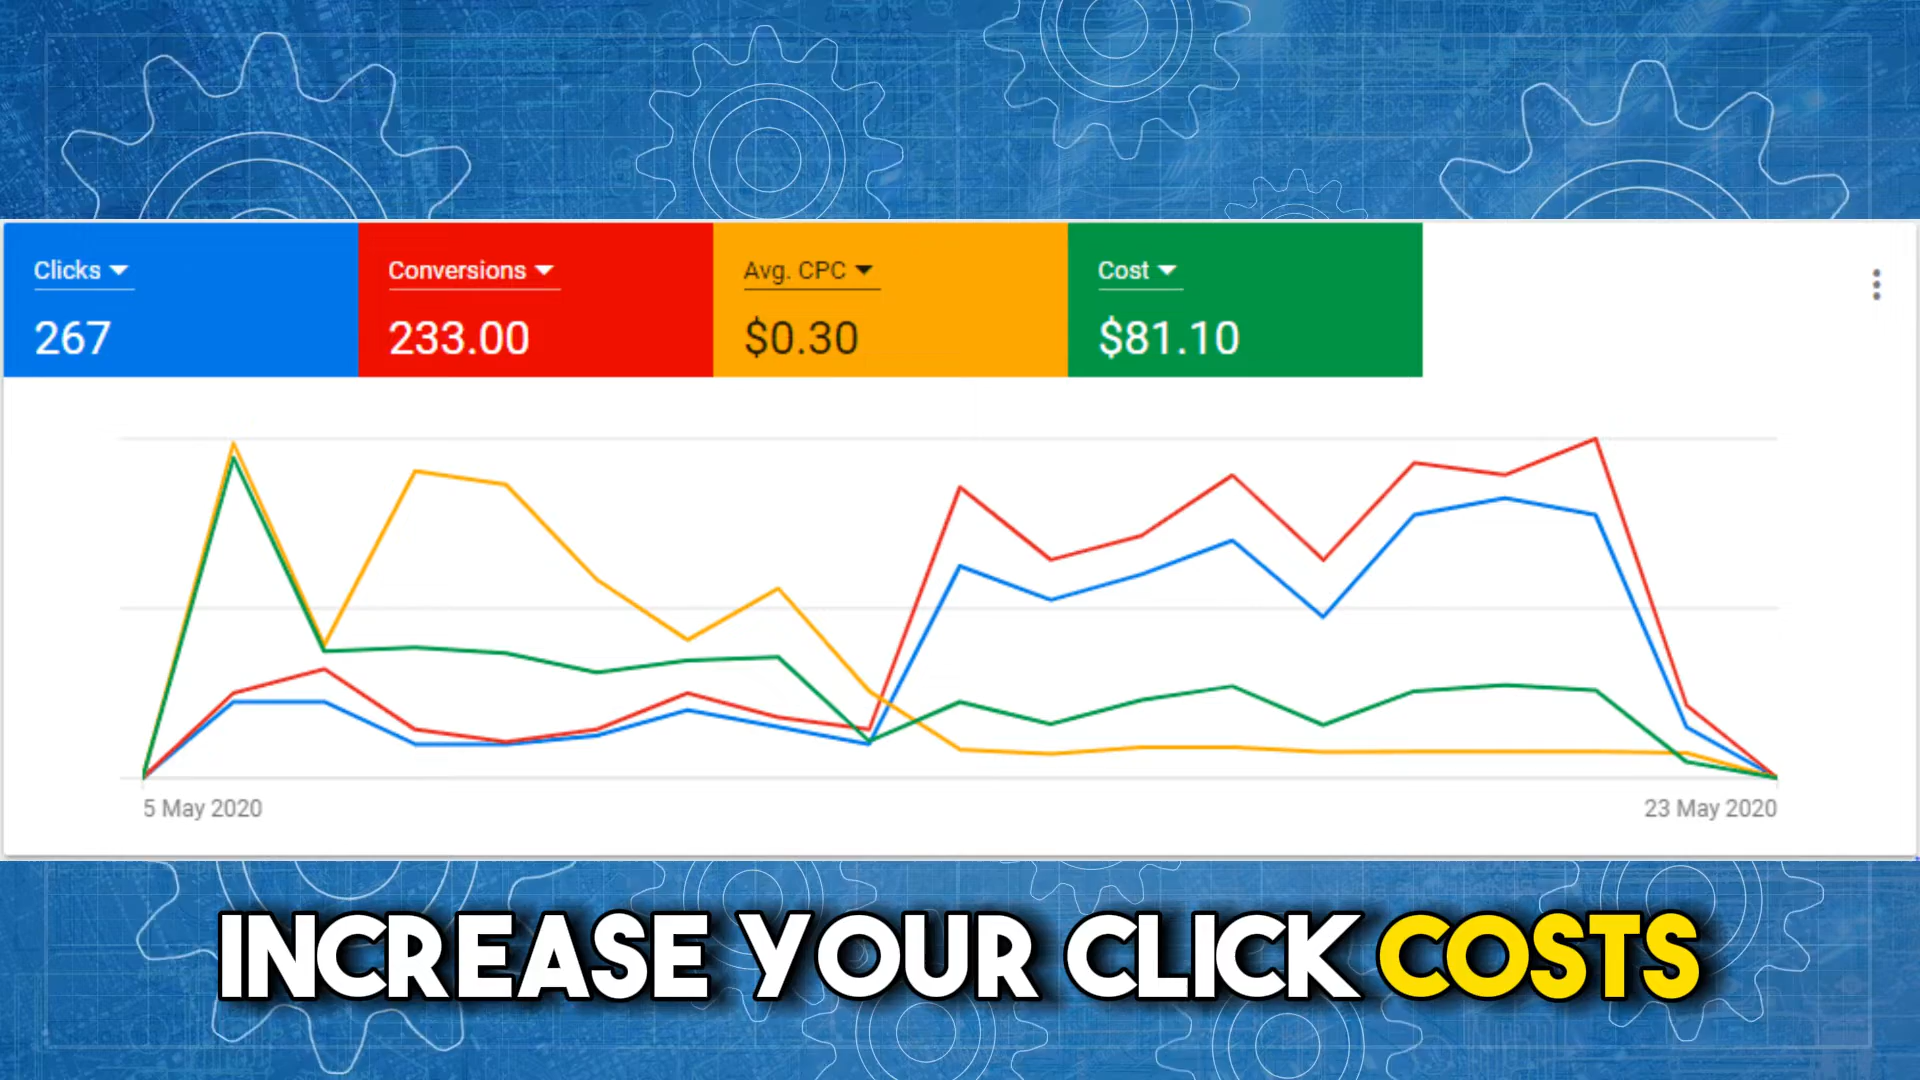 Clicks
267
Conversions
233.00
Avg. CPC
$0.30
Cost
$81.10
5 May 2020
23 May 2020
INCREASE YOUR CLICK COSTS